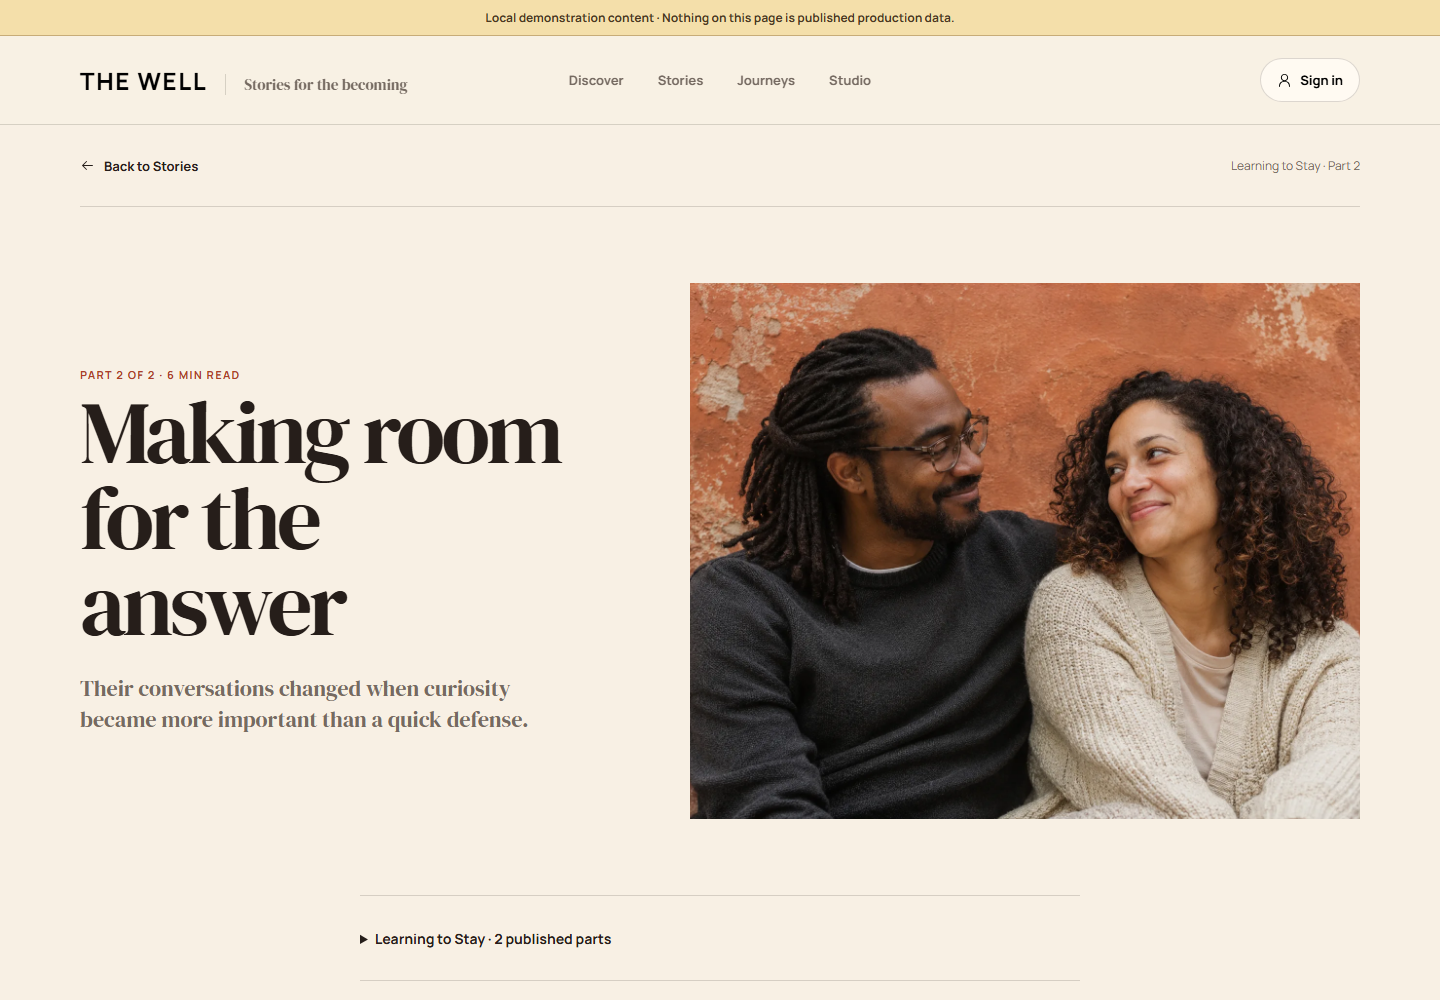 Local demonstration content · Nothing on this page is published production data.
THE WELL
Stories for the becoming
Discover
Stories
Journeys
Studio
Sign in
Back to Stories
Learning to Stay · Part 2
PART 2 OF 2 · 6 MIN READ
Making room
for the
answer
Their conversations changed when curiosity
became more important than a quick defense.
Learning to Stay · 2 published parts